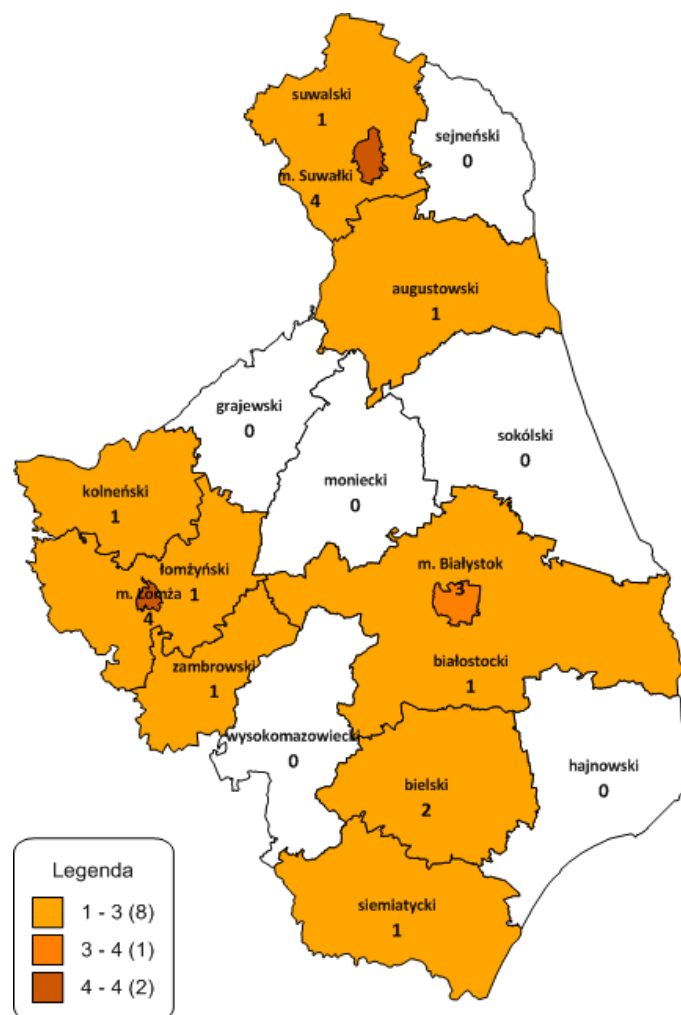 suwalski
1
sejneński
0
m. Suwałki
4
augustowski
1
grajewski
0
sokólski
0
moniecki
0
kolneński
1
łomżyński
1
m. Łomża
4
m. Białystok
3
zambrowski
1
białostocki
1
wysokomazowiecki
0
hajnowski
0
bielski
2
siemiatycki
1
Legenda
1 - 3 (8)
3 - 4 (1)
4 - 4 (2)